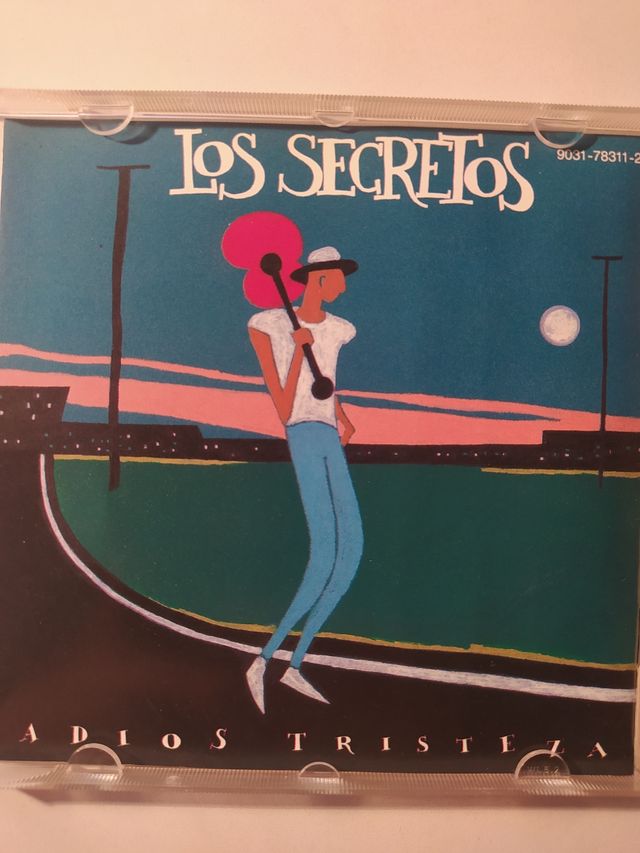 LOS SECRETOS
9031-78311-2
ADIOS TRISTEZA